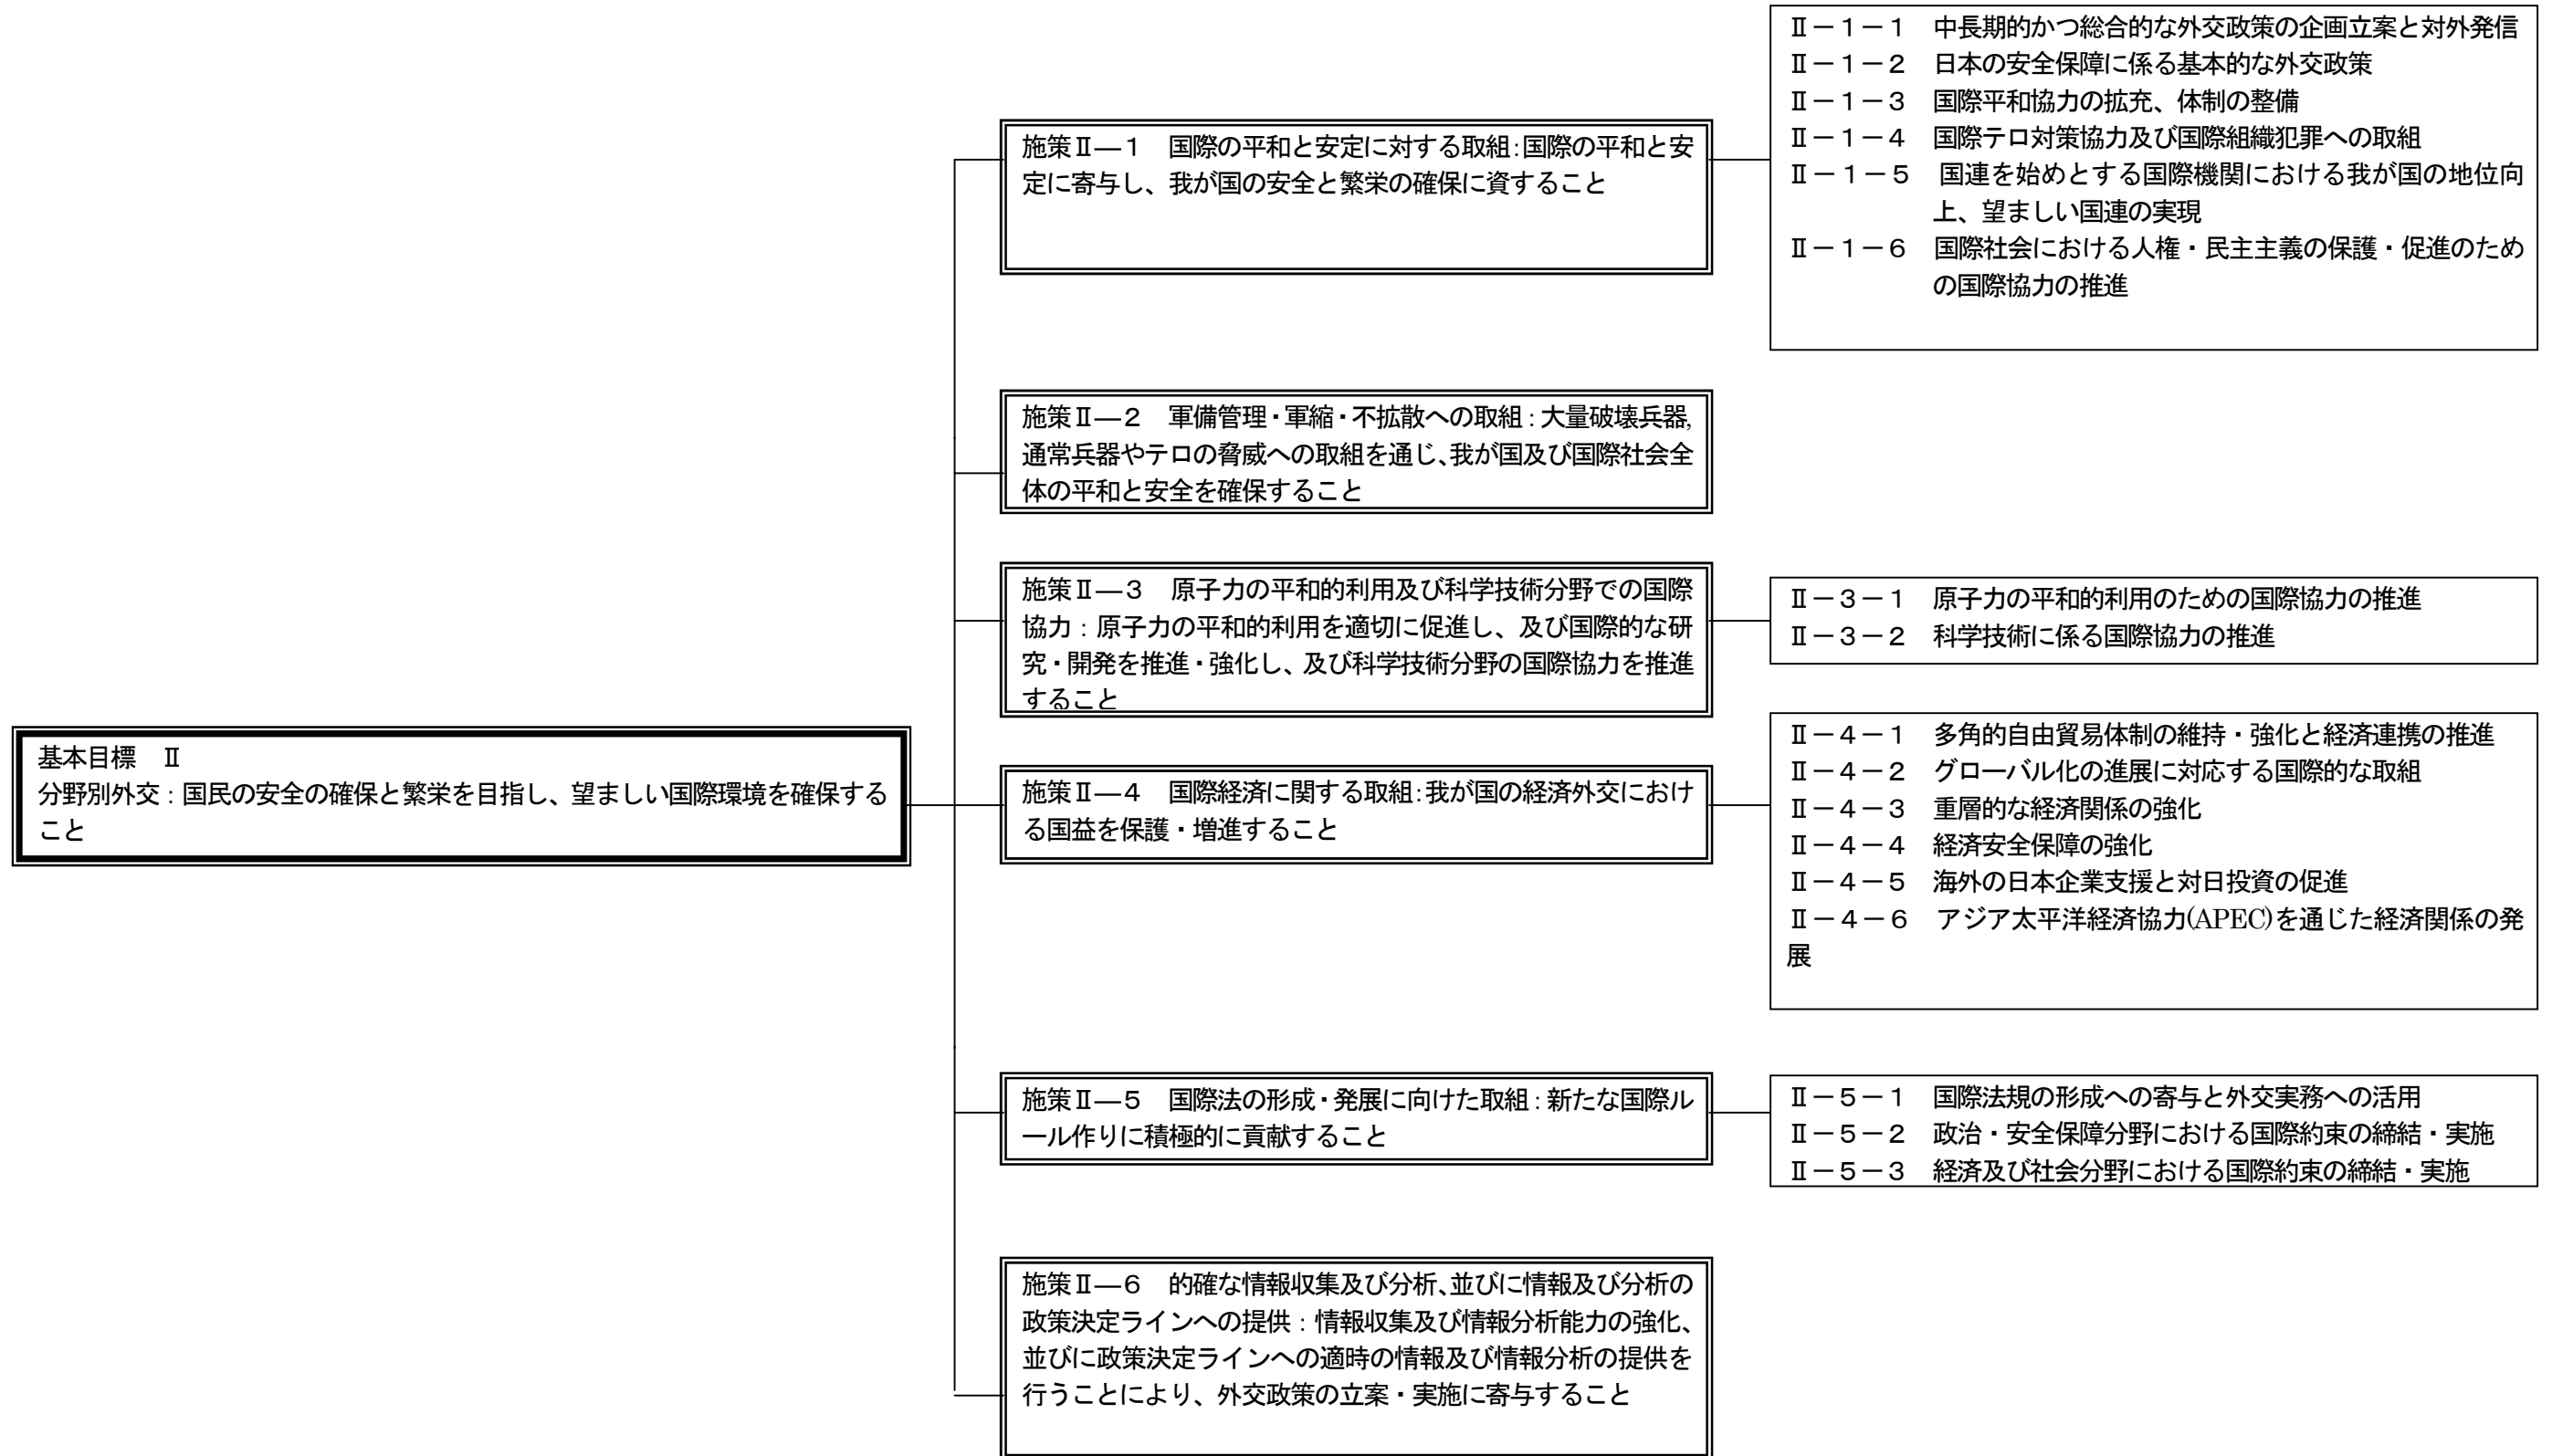 基本目標　Ⅱ
分野別外交：国民の安全の確保と繁栄を目指し、望ましい国際環境を確保する
こと
施策Ⅱ―１　国際の平和と安定に対する取組：国際の平和と安
定に寄与し、我が国の安全と繁栄の確保に資すること
Ⅱ－１－１　中長期的かつ総合的な外交政策の企画立案と対外発信
Ⅱ－１－２　日本の安全保障に係る基本的な外交政策
Ⅱ－１－３　国際平和協力の拡充、体制の整備
Ⅱ－１－４　国際テロ対策協力及び国際組織犯罪への取組
Ⅱ－１－５　国連を始めとする国際機関における我が国の地位向
上、望ましい国連の実現
Ⅱ－１－６　国際社会における人権・民主主義の保護・促進のため
の国際協力の推進
施策Ⅱ―２　軍備管理・軍縮・不拡散への取組：大量破壊兵器,
通常兵器やテロの脅威への取組を通じ、我が国及び国際社会全
体の平和と安全を確保すること
施策Ⅱ―３　原子力の平和的利用及び科学技術分野での国際
協力：原子力の平和的利用を適切に促進し、及び国際的な研
究・開発を推進・強化し、及び科学技術分野の国際協力を推進
すること
Ⅱ－３－１　原子力の平和的利用のための国際協力の推進
Ⅱ－３－２　科学技術に係る国際協力の推進
施策Ⅱ―４　国際経済に関する取組：我が国の経済外交におけ
る国益を保護・増進すること
Ⅱ－４－１　多角的自由貿易体制の維持・強化と経済連携の推進
Ⅱ－４－２　グローバル化の進展に対応する国際的な取組
Ⅱ－４－３　重層的な経済関係の強化
Ⅱ－４－４　経済安全保障の強化
Ⅱ－４－５　海外の日本企業支援と対日投資の促進
Ⅱ－４－６　アジア太平洋経済協力(APEC)を通じた経済関係の発
展
施策Ⅱ―５　国際法の形成・発展に向けた取組：新たな国際ル
ール作りに積極的に貢献すること
Ⅱ－５－１　国際法規の形成への寄与と外交実務への活用
Ⅱ－５－２　政治・安全保障分野における国際約束の締結・実施
Ⅱ－５－３　経済及び社会分野における国際約束の締結・実施
施策Ⅱ―６　的確な情報収集及び分析、並びに情報及び分析の
政策決定ラインへの提供：情報収集及び情報分析能力の強化、
並びに政策決定ラインへの適時の情報及び情報分析の提供を
行うことにより、外交政策の立案・実施に寄与すること